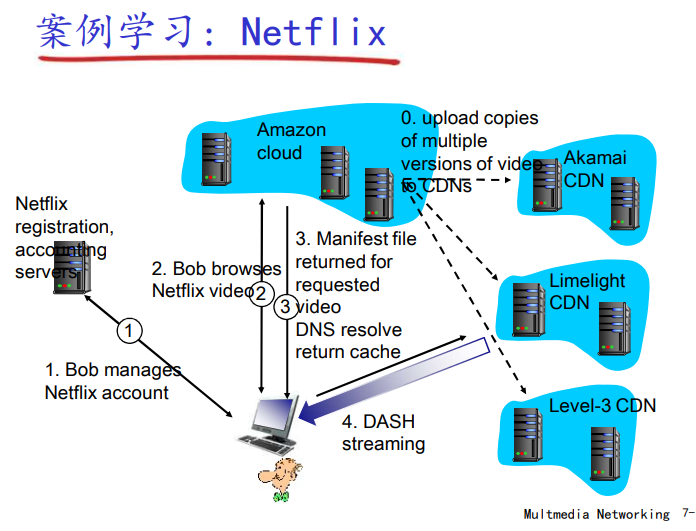 案例学习：Netflix
Amazon
cloud
0. upload copies
of multiple
versions of video
to CDNs
Akamai
CDN
Netflix
registration,
accounting
servers
2. Bob browses
Netflix video
2
3. Manifest file
returned for
requested
video
DNS resolve
return cache
3
Limelight
CDN
1
1. Bob manages
Netflix account
4. DASH
streaming
Level-3 CDN
Multmedia Networking 7-